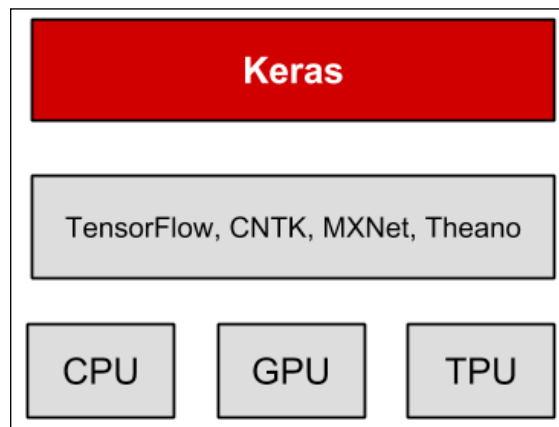 Keras
TensorFlow, CNTK, MXNet, Theano
CPU GPU TPU